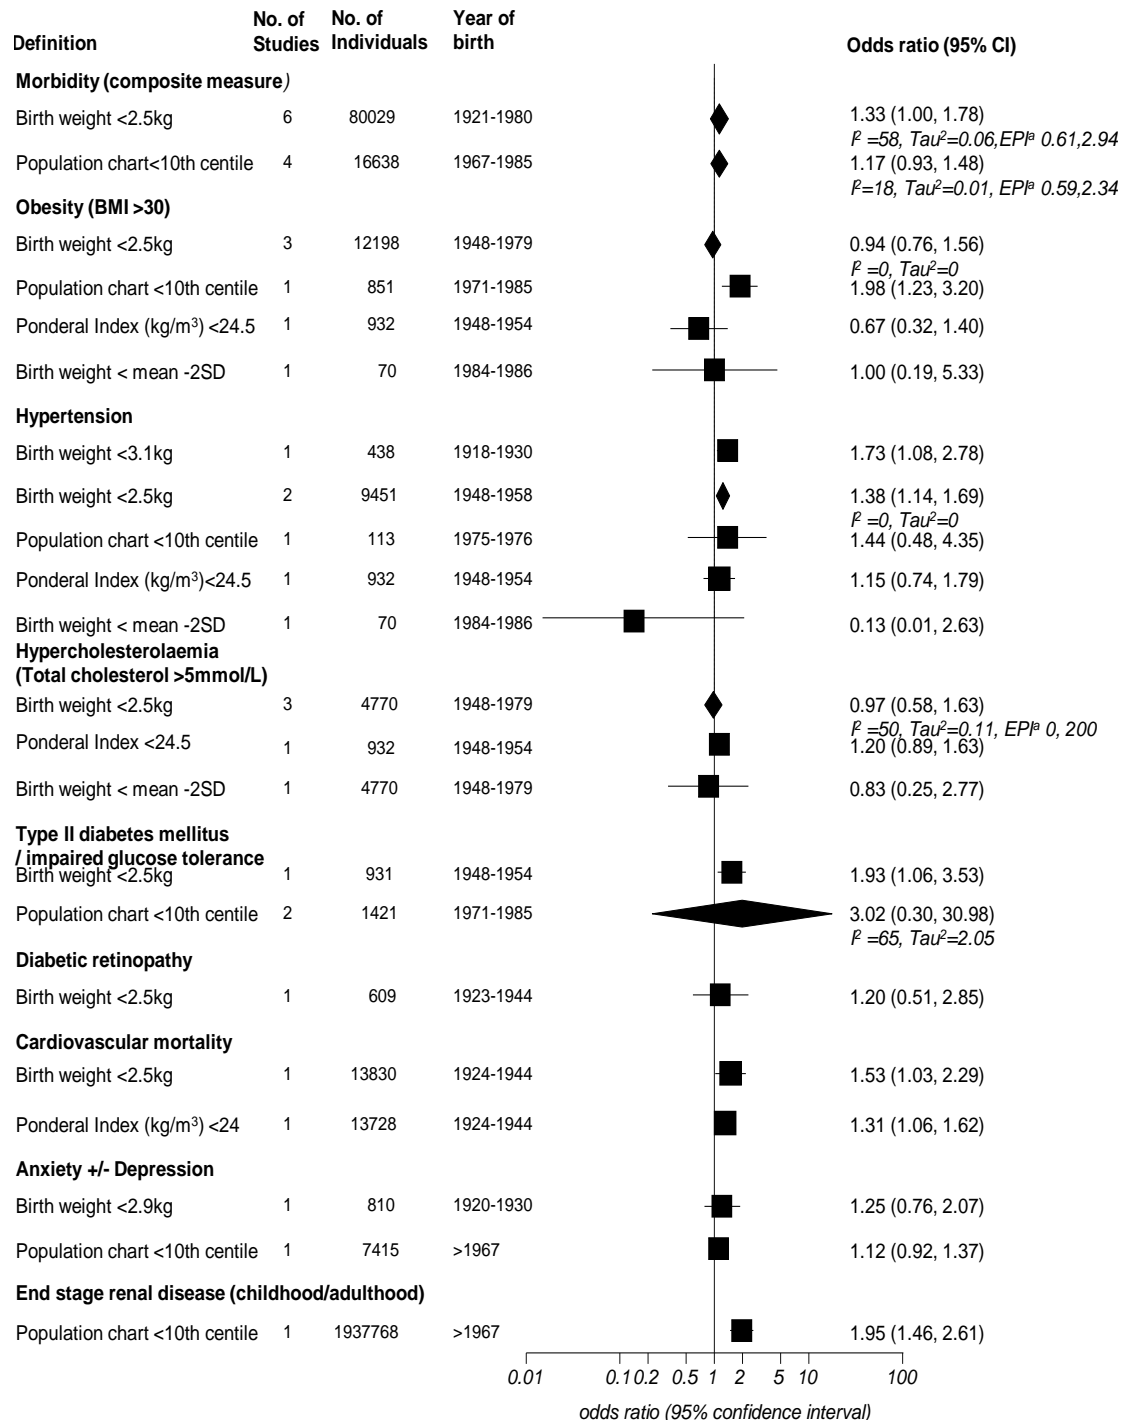 Definition No. of Studies No. of Individuals Year of birth Odds ratio (95% CI)
Morbidity (composite measure)
Birth weight <2.5kg 6 80029 1921-1980 1.33 (1.00, 1.78)
I² =58, Tau²=0.06,EPIᵃ 0.61,2.94
Population chart<10th centile 4 16638 1967-1985 1.17 (0.93, 1.48)
I²=18, Tau²=0.01, EPIᵃ 0.59,2.34
Obesity (BMI >30)
Birth weight <2.5kg 3 12198 1948-1979 0.94 (0.76, 1.56)
I² =0, Tau²=0
Population chart <10th centile 1 851 1971-1985 1.98 (1.23, 3.20)
Ponderal Index (kg/m³) <24.5 1 932 1948-1954 0.67 (0.32, 1.40)
Birth weight < mean -2SD 1 70 1984-1986 1.00 (0.19, 5.33)
Hypertension
Birth weight <3.1kg 1 438 1918-1930 1.73 (1.08, 2.78)
Birth weight <2.5kg 2 9451 1948-1958 1.38 (1.14, 1.69)
I² =0, Tau²=0
Population chart <10th centile 1 113 1975-1976 1.44 (0.48, 4.35)
Ponderal Index (kg/m³)<24.5 1 932 1948-1954 1.15 (0.74, 1.79)
Birth weight < mean -2SD 1 70 1984-1986 0.13 (0.01, 2.63)
Hypercholesterolaemia
(Total cholesterol >5mmol/L)
Birth weight <2.5kg 3 4770 1948-1979 0.97 (0.58, 1.63)
I² =50, Tau²=0.11, EPIᵃ 0, 200
Ponderal Index <24.5 1 932 1948-1954 1.20 (0.89, 1.63)
Birth weight < mean -2SD 1 4770 1948-1979 0.83 (0.25, 2.77)
Type II diabetes mellitus
/ impaired glucose tolerance
Birth weight <2.5kg 1 931 1948-1954 1.93 (1.06, 3.53)
Population chart <10th centile 2 1421 1971-1985 3.02 (0.30, 30.98)
I² =65, Tau²=2.05
Diabetic retinopathy
Birth weight <2.5kg 1 609 1923-1944 1.20 (0.51, 2.85)
Cardiovascular mortality
Birth weight <2.5kg 1 13830 1924-1944 1.53 (1.03, 2.29)
Ponderal Index (kg/m³) <24 1 13728 1924-1944 1.31 (1.06, 1.62)
Anxiety +/- Depression
Birth weight <2.9kg 1 810 1920-1930 1.25 (0.76, 2.07)
Population chart <10th centile 1 7415 >1967 1.12 (0.92, 1.37)
End stage renal disease (childhood/adulthood)
Population chart <10th centile 1 1937768 >1967 1.95 (1.46, 2.61)
0.01 0.1 0.2 0.5 1 2 5 10 100
odds ratio (95% confidence interval)